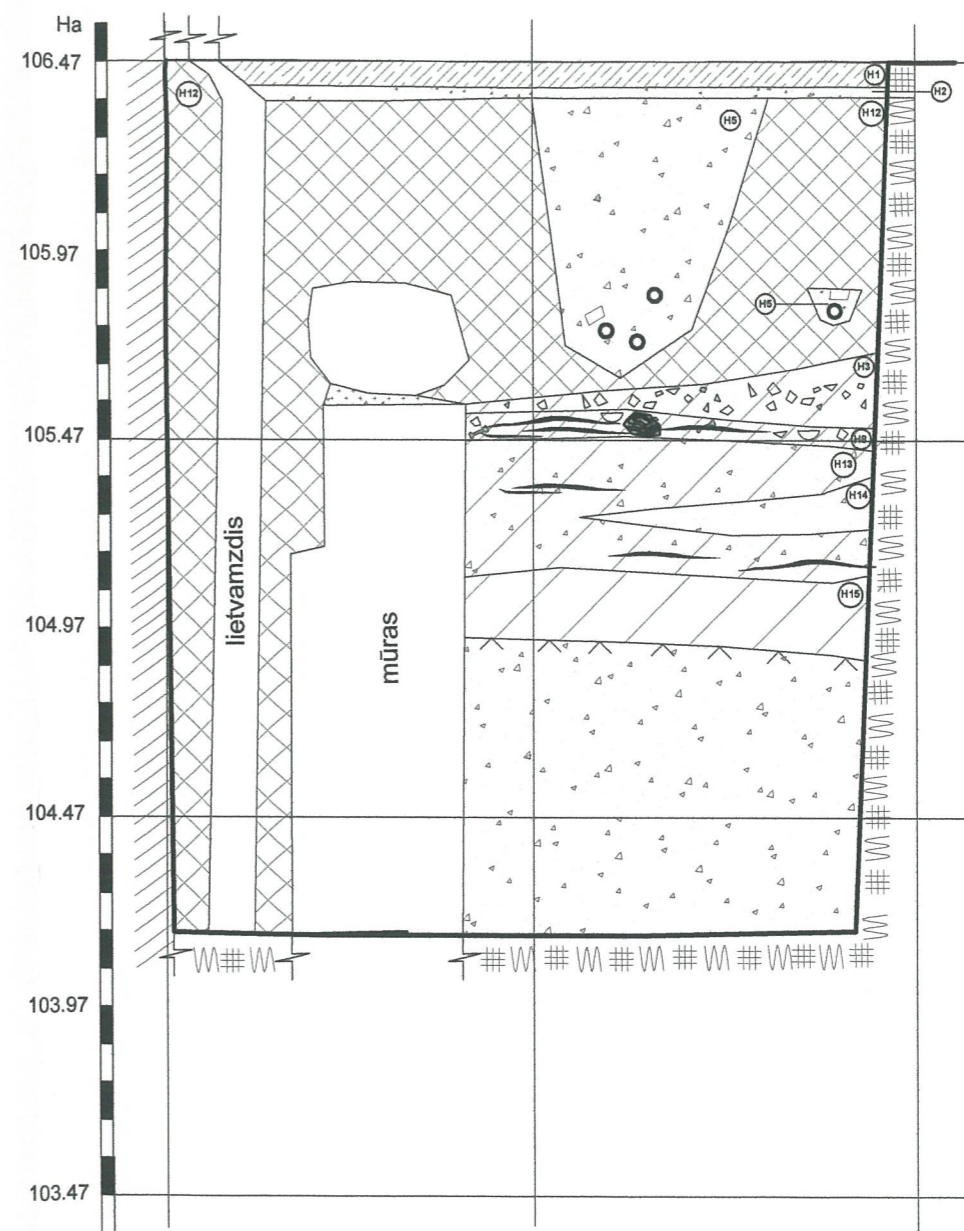 Ha
106.47
H12
H1
H2
H12
H5
105.97
H5
H3
105.47
H8
H13
H14
lietvamzdis
mūras
H15
104.97
104.47
103.97
103.47